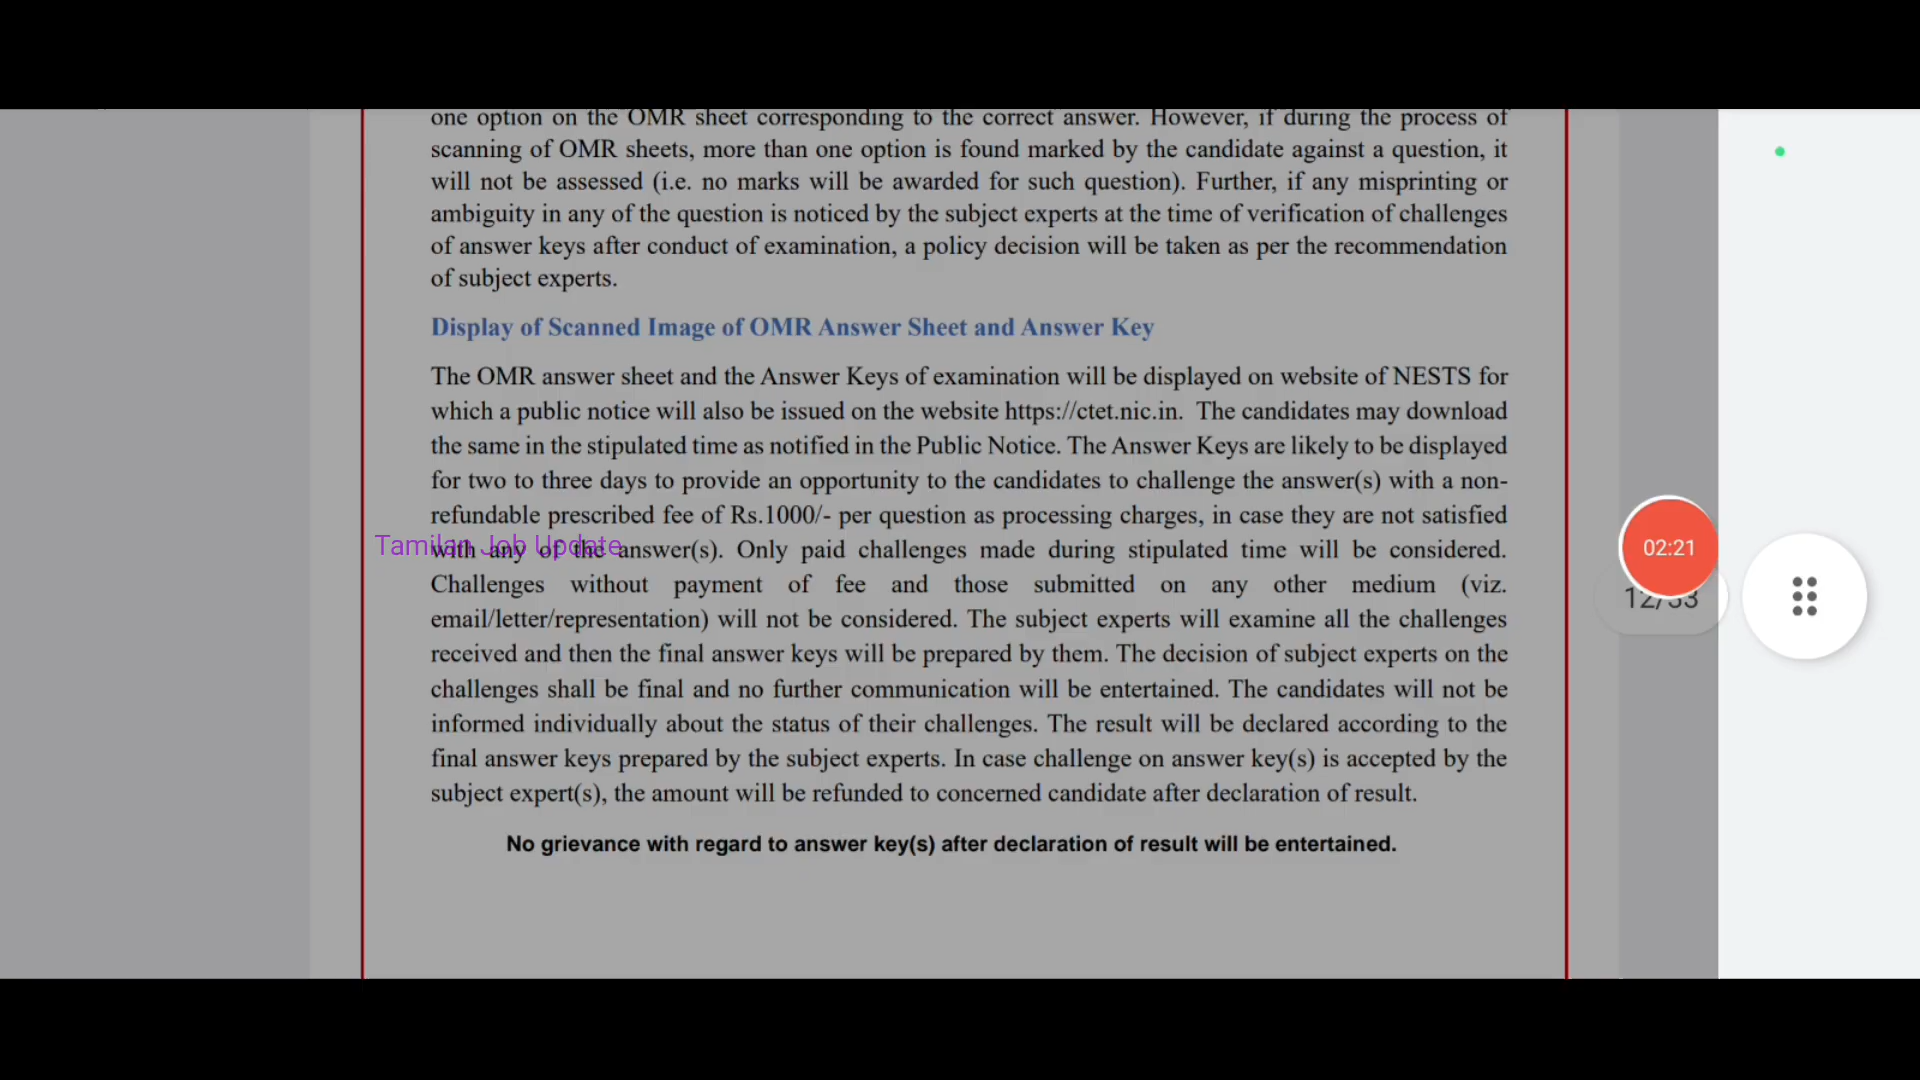 one option on the OMR sheet corresponding to the correct answer. However, if during the process of
scanning of OMR sheets, more than one option is found marked by the candidate against a question, it
will not be assessed (i.e. no marks will be awarded for such question). Further, if any misprinting or
ambiguity in any of the question is noticed by the subject experts at the time of verification of challenges
of answer keys after conduct of examination, a policy decision will be taken as per the recommendation
of subject experts.
Display of Scanned Image of OMR Answer Sheet and Answer Key
The OMR answer sheet and the Answer Keys of examination will be displayed on website of NESTS for
which a public notice will also be issued on the website https://ctet.nic.in. The candidates may download
the same in the stipulated time as notified in the Public Notice. The Answer Keys are likely to be displayed
for two to three days to provide an opportunity to the candidates to challenge the answer(s) with a non-
refundable prescribed fee of Rs.1000/- per question as processing charges, in case they are not satisfied
with any of the answer(s). Only paid challenges made during stipulated time will be considered.
Tamilan Job Update
02:21
Challenges without payment of fee and those submitted on any other medium (viz.
12/33
email/letter/representation) will not be considered. The subject experts will examine all the challenges
received and then the final answer keys will be prepared by them. The decision of subject experts on the
challenges shall be final and no further communication will be entertained. The candidates will not be
informed individually about the status of their challenges. The result will be declared according to the
final answer keys prepared by the subject experts. In case challenge on answer key(s) is accepted by the
subject expert(s), the amount will be refunded to concerned candidate after declaration of result.
No grievance with regard to answer key(s) after declaration of result will be entertained.